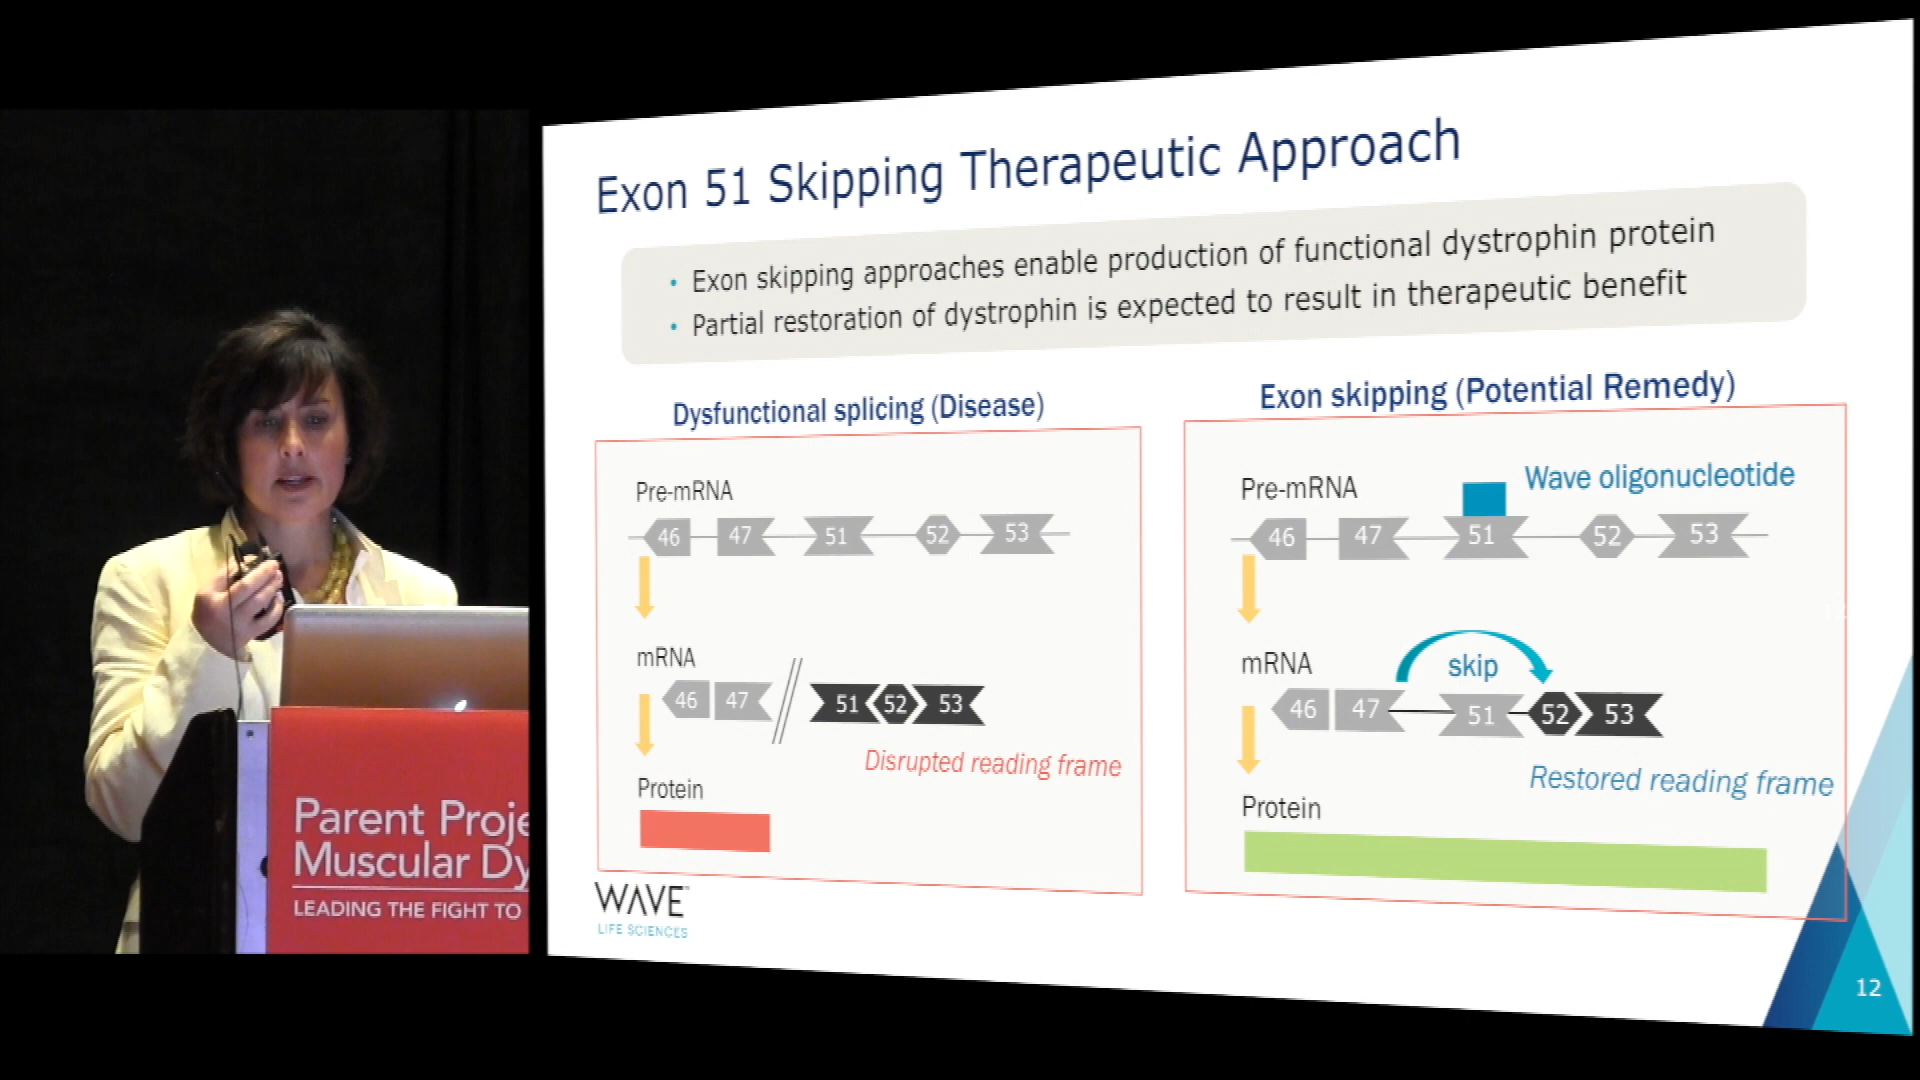 Exon 51 Skipping Therapeutic Approach
• Exon skipping approaches enable production of functional dystrophin protein
• Partial restoration of dystrophin is expected to result in therapeutic benefit
Dysfunctional splicing (Disease)
Pre-mRNA
46 47 51 52 53
mRNA
46 47 51 52 53
Disrupted reading frame
Protein
Exon skipping (Potential Remedy)
Wave oligonucleotide
Pre-mRNA
46 47 51 52 53
skip
mRNA
46 47 51 52 53
Restored reading frame
Protein
WAVE
LIFE SCIENCES
12
Parent Proje
Muscular Dy
LEADING THE FIGHT TO